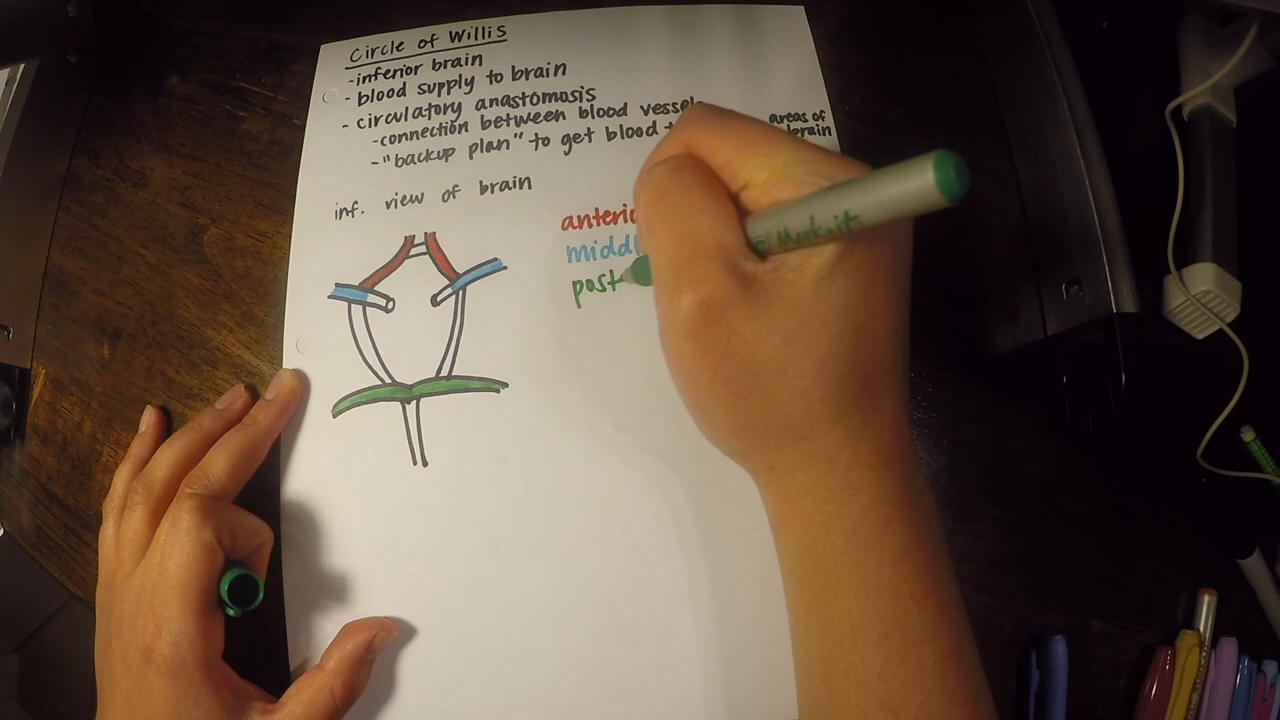 Circle of Willis
-inferior brain
- blood supply to brain
- circulatory anastomosis
-connection between blood vessel
-"backup plan" to get blood t areas of brain
inf. view of brain
anterio
middl
post